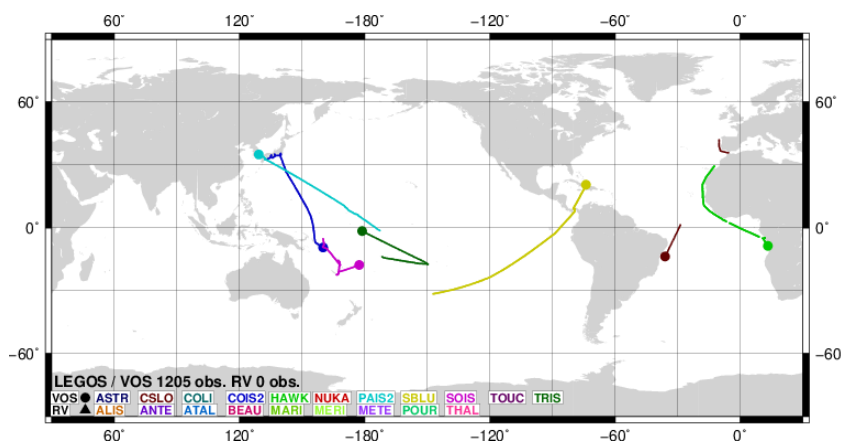 60° 120° −180° −120° −60° 0°
60° 60°
0° 0°
−60° −60°
LEGOS / VOS 1205 obs. RV 0 obs.
VOS ASTR CSLO COLI COIS2 HAWK NUKA PAIS2 SBLU SOIS TOUC TRIS
RV ALIS ANTE ATAL BEAU MARI MERI METE POUR THAL
60° 120° −180° −120° −60° 0°